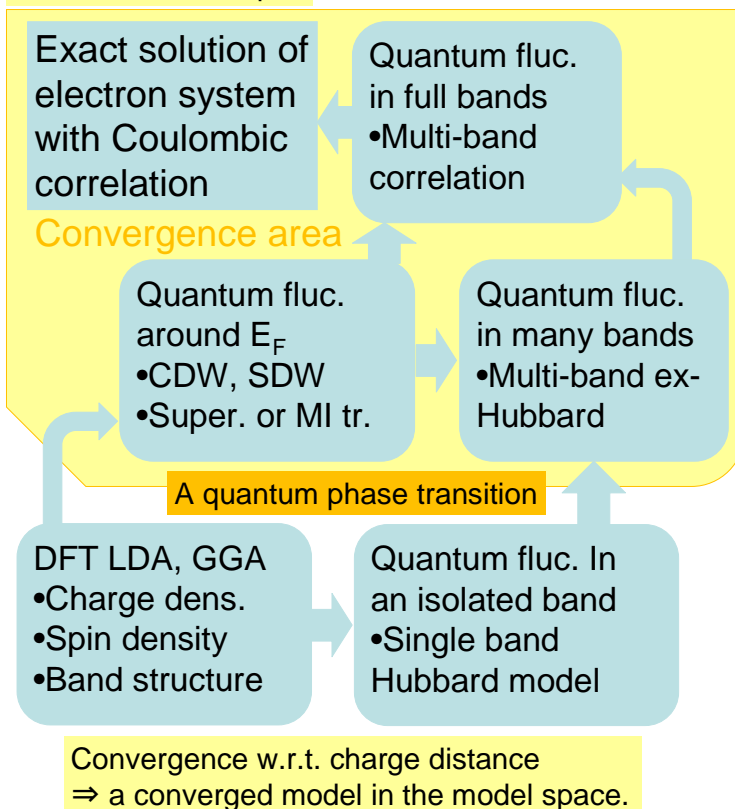 Exact solution of
electron system
with Coulombic
correlation
Quantum fluc.
in full bands
•Multi-band
correlation
Convergence area
Quantum fluc.
around E_F
•CDW, SDW
•Super. or MI tr.
Quantum fluc.
in many bands
•Multi-band ex-
Hubbard
A quantum phase transition
DFT LDA, GGA
•Charge dens.
•Spin density
•Band structure
Quantum fluc. In
an isolated band
•Single band
Hubbard model
Convergence w.r.t. charge distance
⇒ a converged model in the model space.